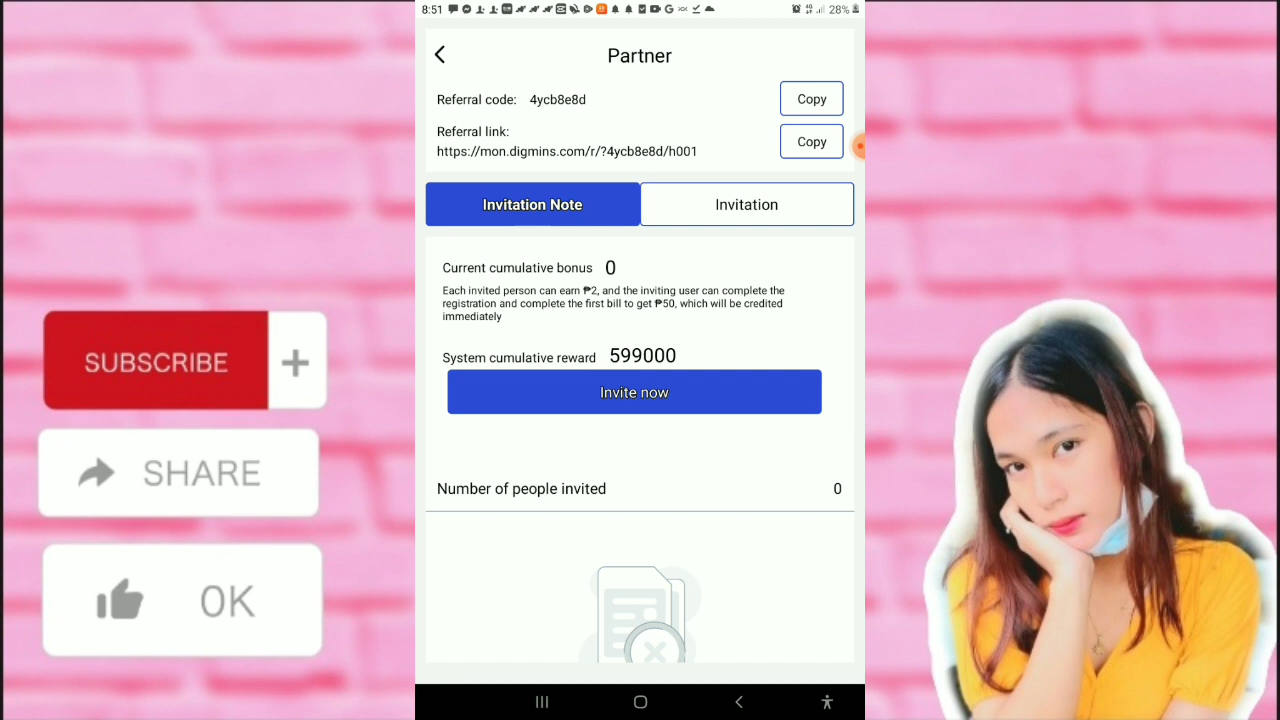 8:51
28%
Partner
Referral code: 4ycb8e8d
Copy
Referral link:
https://mon.digmins.com/r/?4ycb8e8d/h001
Copy
Invitation Note
Invitation
Current cumulative bonus 0
Each invited person can earn ₱2, and the inviting user can complete the
registration and complete the first bill to get ₱50, which will be credited
immediately
System cumulative reward 599000
Invite now
Number of people invited 0
SUBSCRIBE +
SHARE
0K